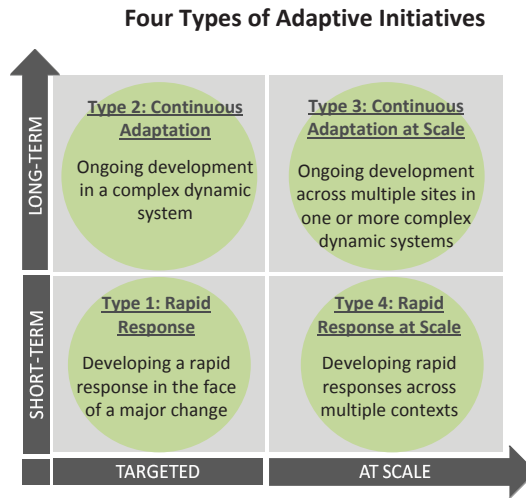 Four Types of Adaptive Initiatives
LONG-TERM
Type 2: Continuous
Adaptation
Ongoing development
in a complex dynamic
system
Type 3: Continuous
Adaptation at Scale
Ongoing development
across multiple sites in
one or more complex
dynamic systems
SHORT-TERM
Type 1: Rapid
Response
Developing a rapid
response in the face
of a major change
Type 4: Rapid
Response at Scale
Developing rapid
responses across
multiple contexts
TARGETED
AT SCALE